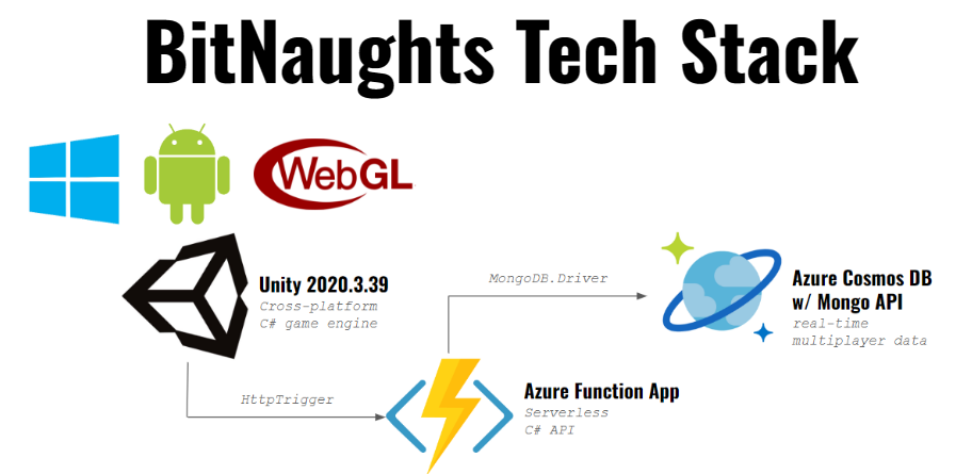 BitNaughts Tech Stack
WebGL
Unity 2020.3.39
Cross-platform
C# game engine
MongoDB.Driver
Azure Cosmos DB
w/ Mongo API
real-time
multiplayer data
HttpTrigger
Azure Function App
Serverless
C# API